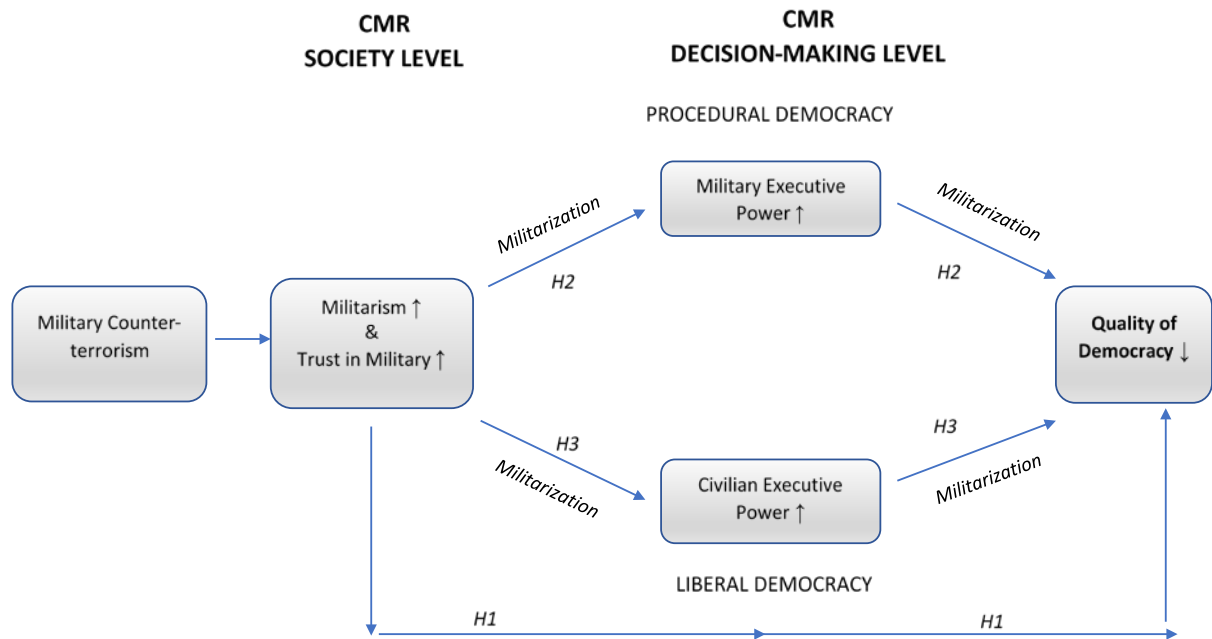 CMR
SOCIETY LEVEL
CMR
DECISION-MAKING LEVEL
PROCEDURAL DEMOCRACY
Military Executive
Power ↑
Militarization
Militarization
H2
H2
Military Counter-
terrorism
Militarism ↑
&
Trust in Military ↑
Quality of
Democracy ↓
H3
H3
Militarization
Militarization
Civilian Executive
Power ↑
LIBERAL DEMOCRACY
H1
H1